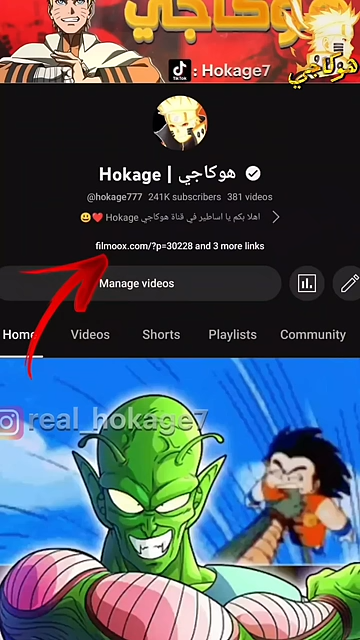 هوكاجي
هوكاجي
TikTok : Hokage7
Hokage | هوكاجي
@hokage777 241K subscribers 381 videos
اهلا بكم يا اساطير في قناة هوكاجي Hokage ❤️😃
filmoox.com/?p=30228 and 3 more links
Manage videos
Home Videos Shorts Playlists Community
real_hokage7